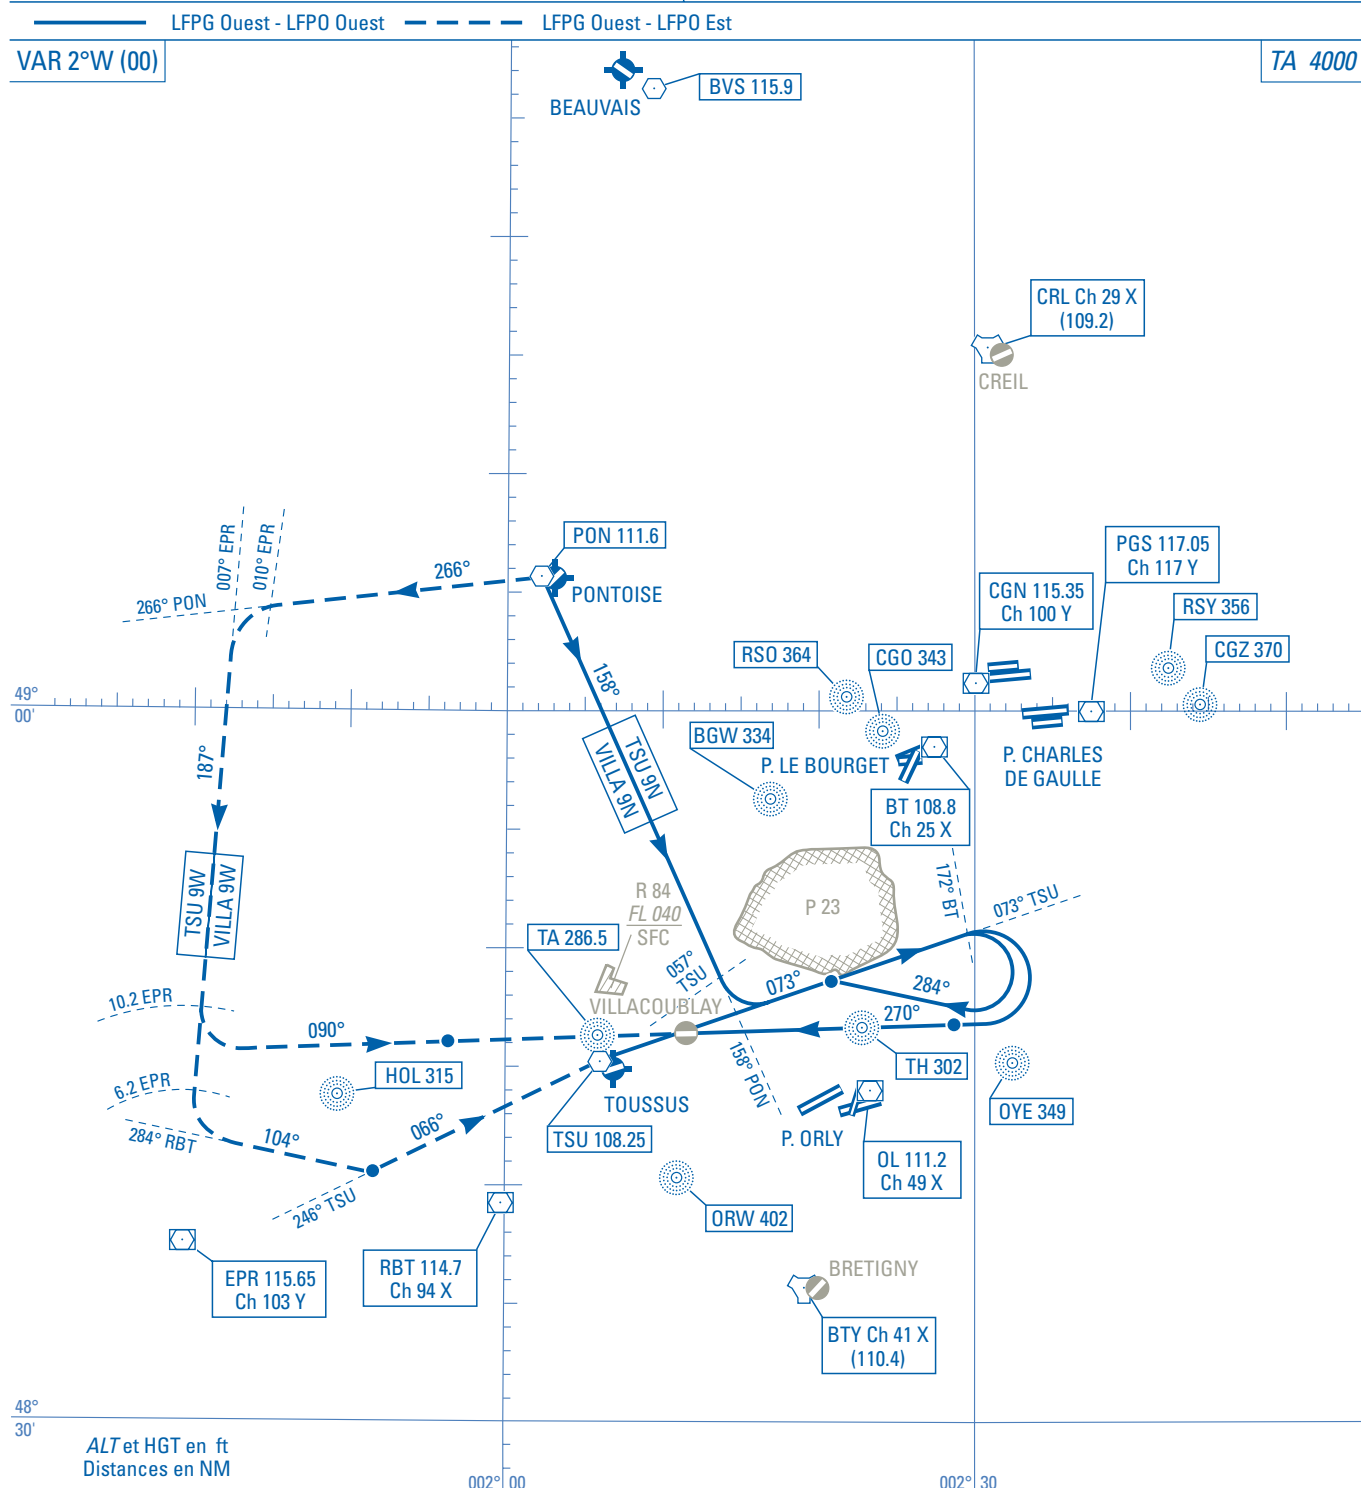 LFPG Ouest - LFPO Ouest
LFPG Ouest - LFPO Est
VAR 2°W (00)
TA 4000
BEAUVAIS
BVS 115.9
CRL Ch 29 X
(109.2)
CREIL
007° EPR
010° EPR
266° PON
266°
PON 111.6
PONTOISE
158°
PGS 117.05
Ch 117 Y
CGN 115.35
Ch 100 Y
RSY 356
CGZ 370
RSO 364
CGO 343
49°
00'
BGW 334
P. LE BOURGET
P. CHARLES
DE GAULLE
187°
TSU 9N
VILLA 9N
BT 108.8
Ch 25 X
TSU 9W
VILLA 9W
R 84
FL 040
SFC
P 23
172° BT
073° TSU
TA 286.5
057°
TSU
073°
284°
270°
10.2 EPR
VILLACOUBLAY
090°
6.2 EPR
HOL 315
158° PON
TH 302
OYE 349
284° RBT
104°
066°
TOUSSUS
TSU 108.25
P. ORLY
OL 111.2
Ch 49 X
246° TSU
ORW 402
EPR 115.65
Ch 103 Y
RBT 114.7
Ch 94 X
BRETIGNY
BTY Ch 41 X
(110.4)
48°
30'
ALT et HGT en ft
Distances en NM
002° 00
002° 30